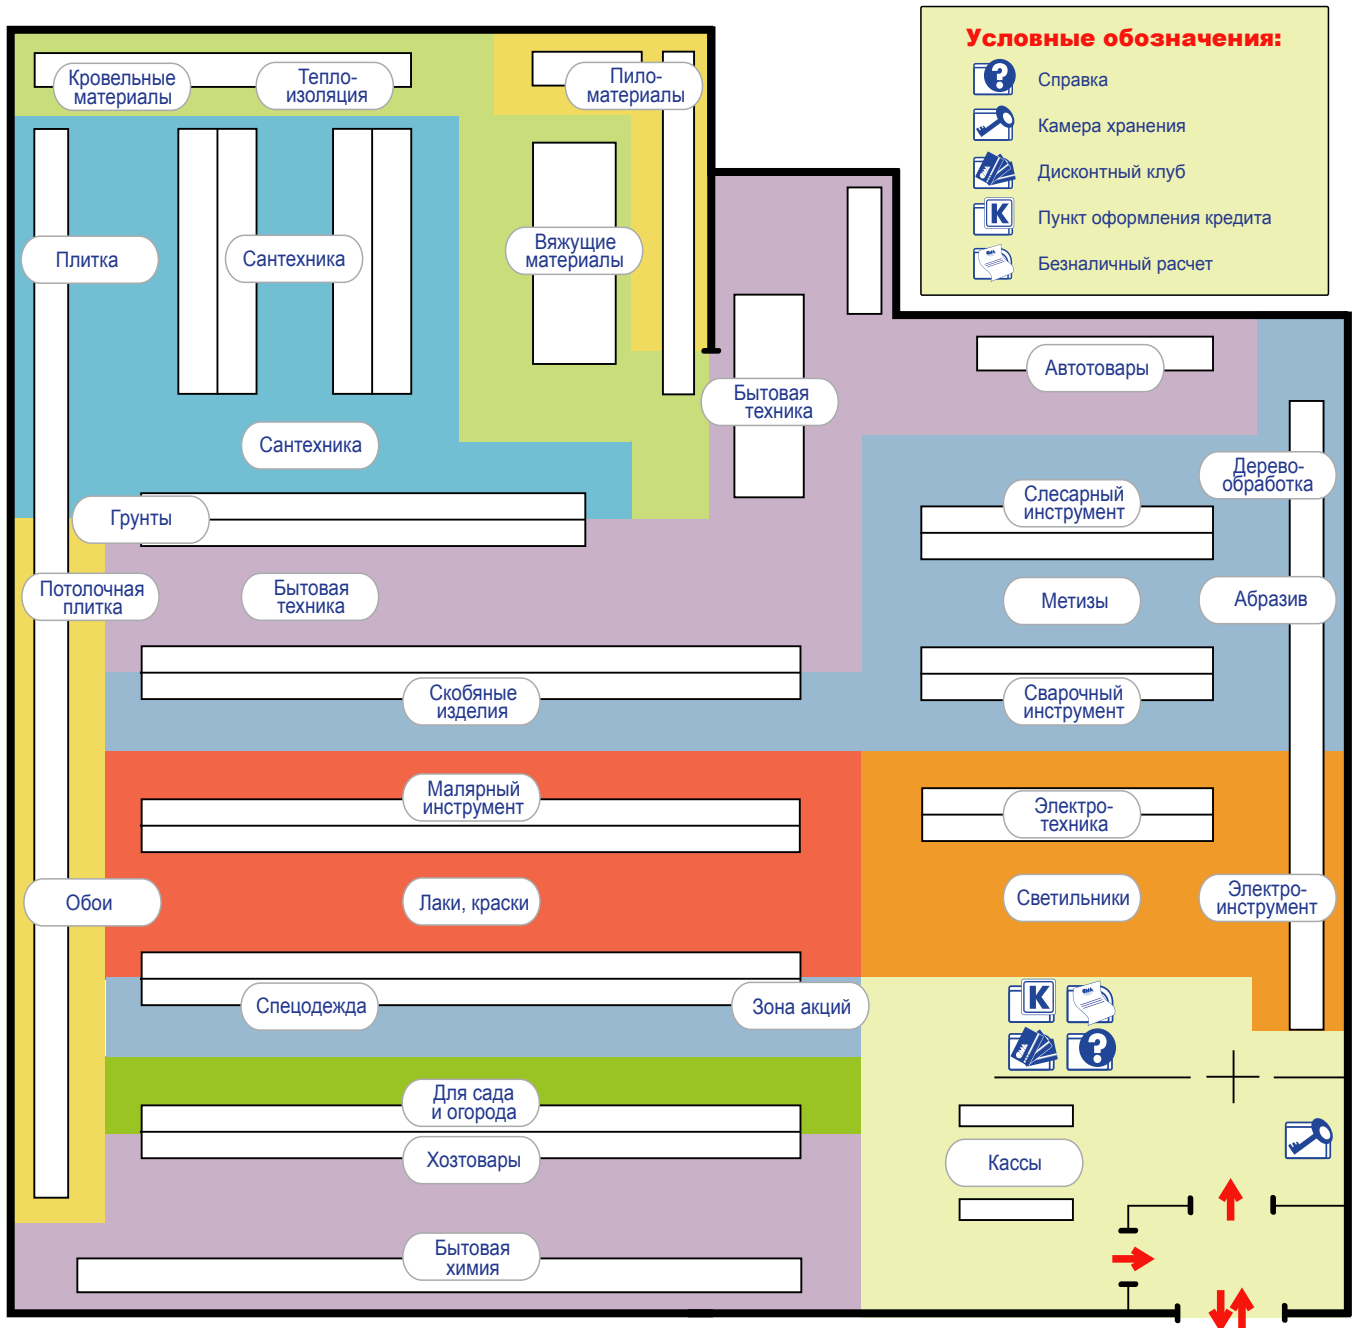 Условные обозначения:
Справка
Камера хранения
Дисконтный клуб
K
Пункт оформления кредита
Безналичный расчет
Кровельные
материалы
Тепло-
изоляция
Пило-
материалы
Плитка
Сантехника
Вяжущие
материалы
Автотовары
Бытовая
техника
Сантехника
Дерево-
обработка
Слесарный
инструмент
Грунты
Потолочная
плитка
Бытовая
техника
Метизы
Абразив
Скобяные
изделия
Сварочный
инструмент
Малярный
инструмент
Электро-
техника
Обои
Лаки, краски
Светильники
Электро-
инструмент
Спецодежда
Зона акций
K
?
Для сада
и огорода
Хозтовары
Кассы
Бытовая
химия